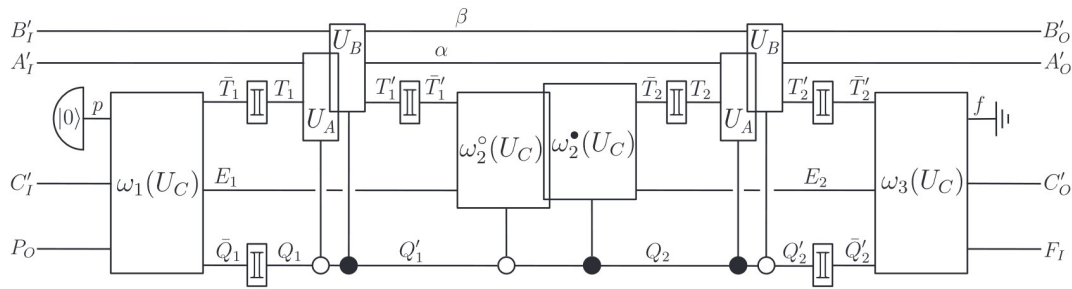 B′_I β B′_O
U_B U_B
A′_I α A′_O
T̄_1 T_1 T′_1 T̄′_1 T̄_2 T_2 T′_2 T̄′_2
|0⟩ p U_A U_A f
ω_2^○(U_C) ω_2^●(U_C)
C′_I ω_1(U_C) E_1 E_2 ω_3(U_C) C′_O
P_O Q̄_1 Q_1 Q′_1 Q_2 Q′_2 Q̄′_2 F_I